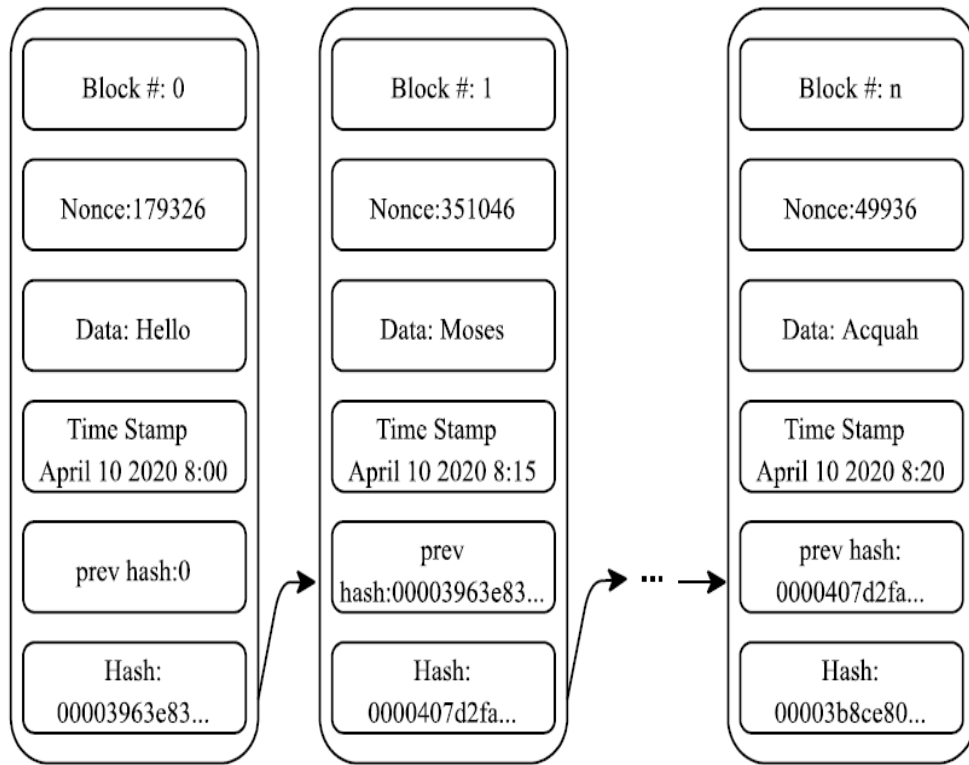 Block #: 0
Nonce:179326
Data: Hello
Time Stamp
April 10 2020 8:00
prev hash:0
Hash:
00003963e83...
Block #: 1
Nonce:351046
Data: Moses
Time Stamp
April 10 2020 8:15
prev
hash:00003963e83...
Hash:
0000407d2fa...
...
Block #: n
Nonce:49936
Data: Acquah
Time Stamp
April 10 2020 8:20
prev hash:
0000407d2fa...
Hash:
00003b8ce80...